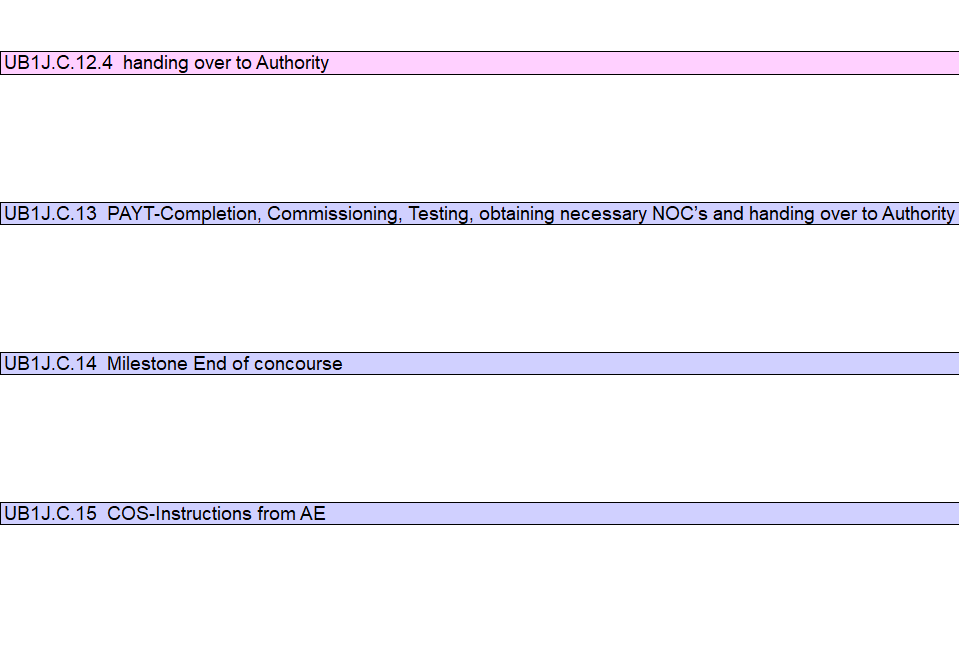 UB1J.C.12.4  handing over to Authority
UB1J.C.13  PAYT-Completion, Commissioning, Testing, obtaining necessary NOC’s and handing over to Authority
UB1J.C.14  Milestone End of concourse
UB1J.C.15  COS-Instructions from AE